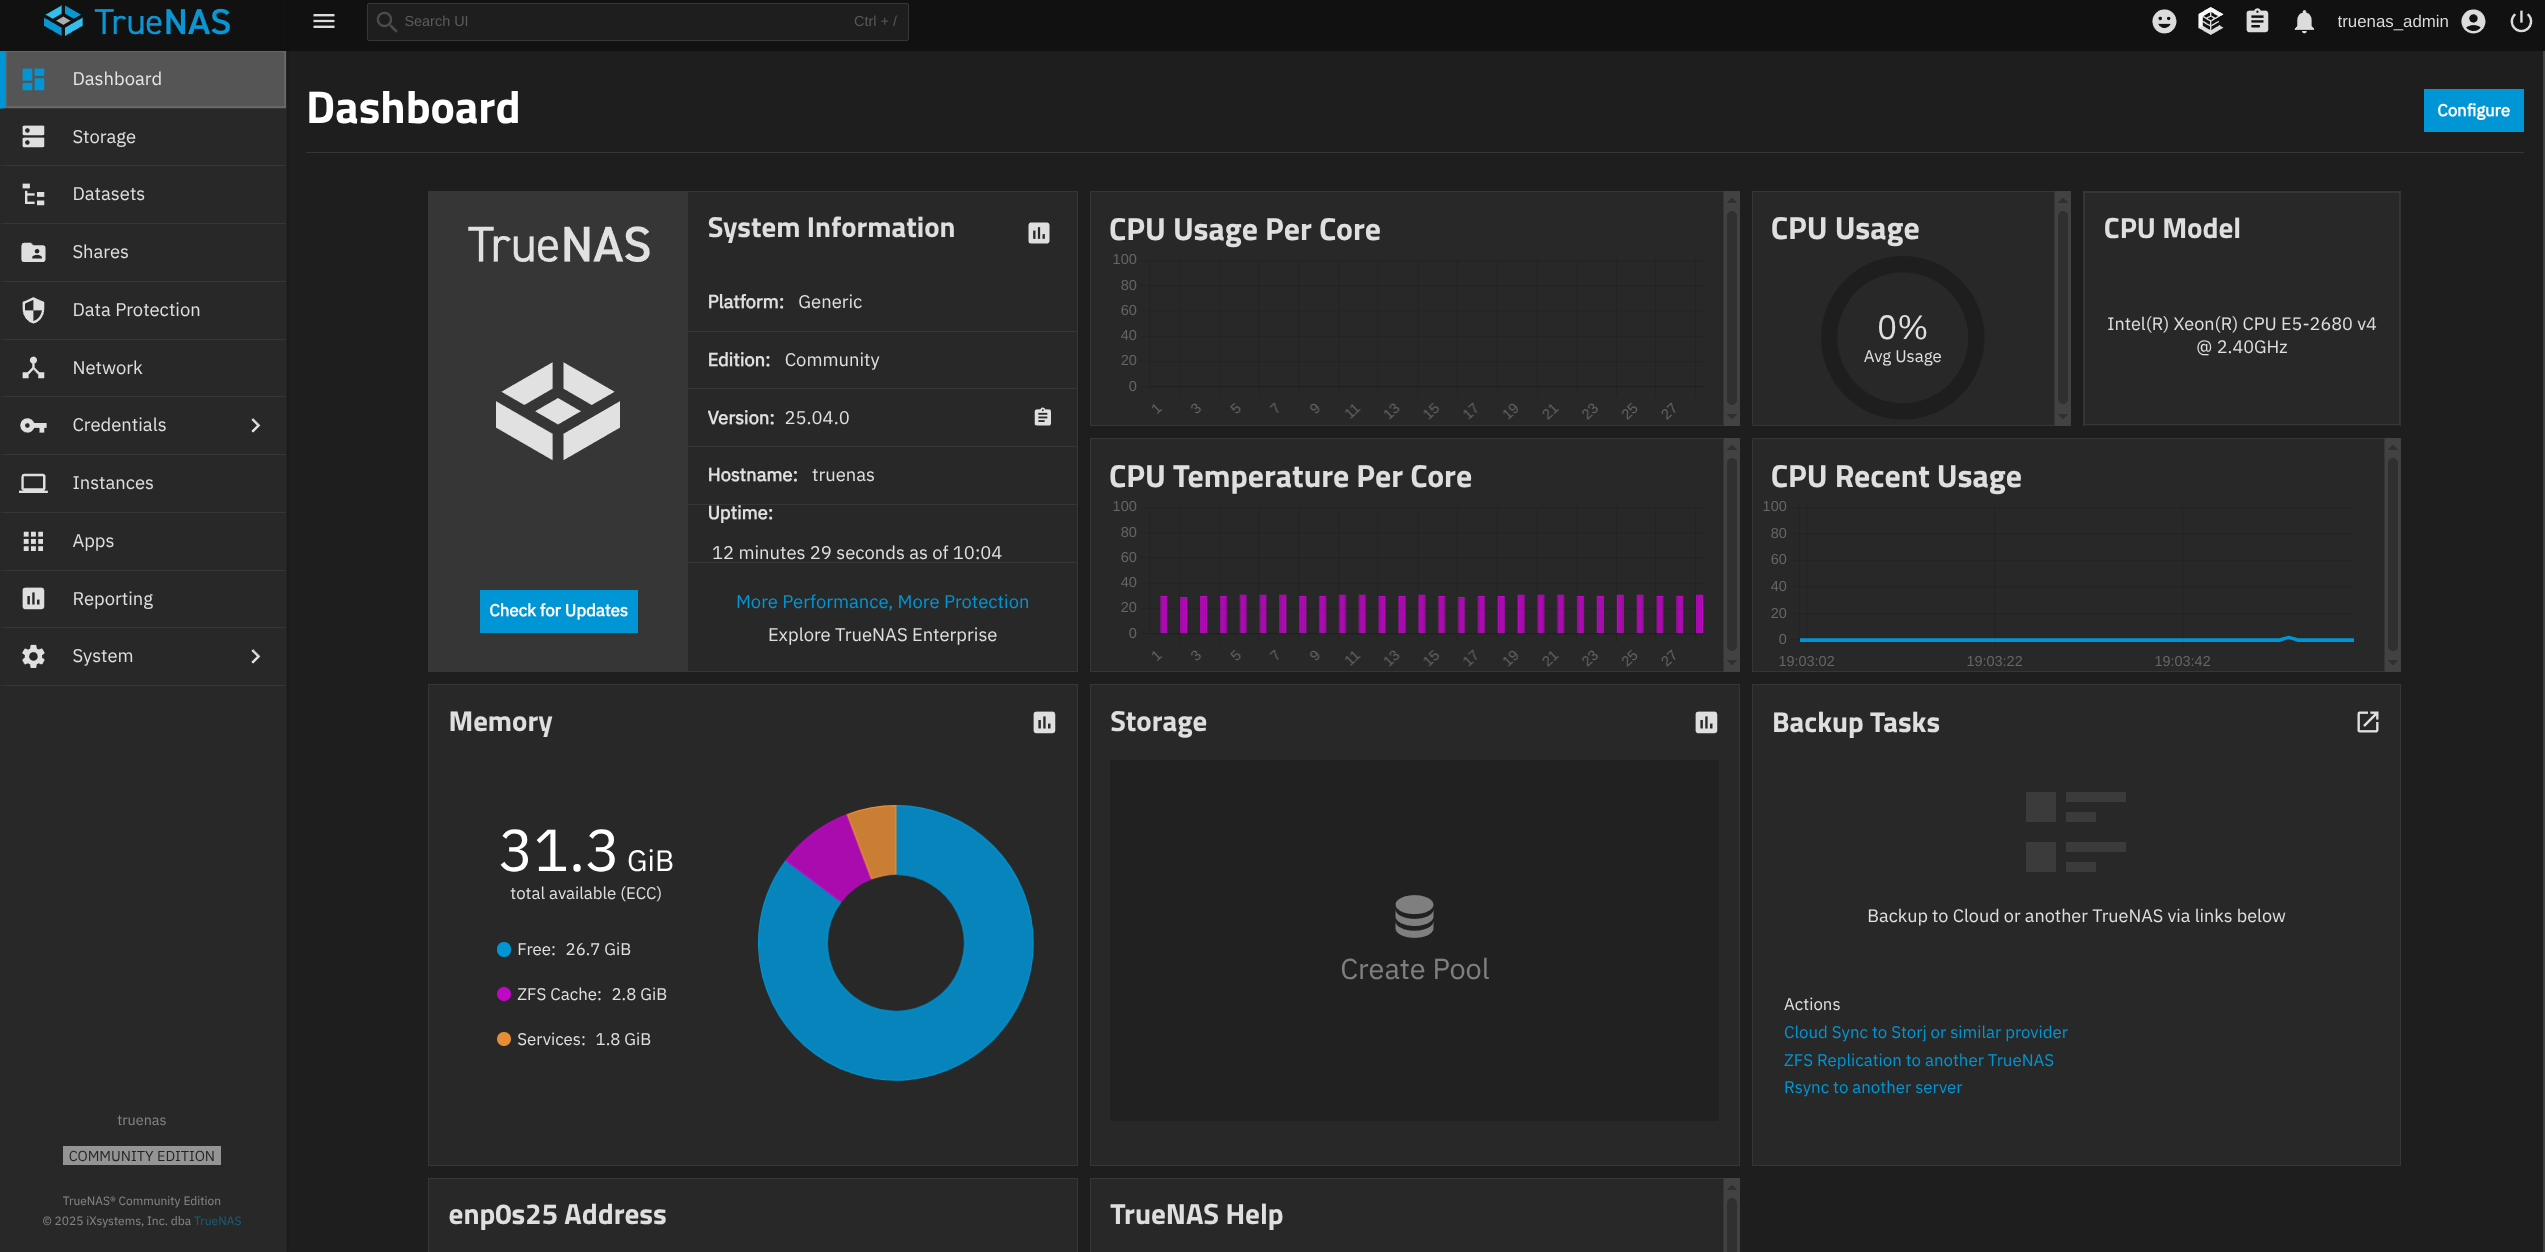 TrueNAS
Search UI
Ctrl + /
truenas_admin
Dashboard
Storage
Datasets
Shares
Data Protection
Network
Credentials
Instances
Apps
Reporting
System
truenas
COMMUNITY EDITION
TrueNAS® Community Edition
© 2025 iXsystems, Inc. dba TrueNAS
Dashboard
Configure
TrueNAS
Check for Updates
System Information
Platform: Generic
Edition: Community
Version: 25.04.0
Hostname: truenas
Uptime:
12 minutes 29 seconds as of 10:04
More Performance, More Protection
Explore TrueNAS Enterprise
CPU Usage Per Core
100
80
60
40
20
0
1 3 5 7 9 11 13 15 17 19 21 23 25 27
CPU Usage
0%
Avg Usage
CPU Model
Intel(R) Xeon(R) CPU E5-2680 v4
@ 2.40GHz
CPU Temperature Per Core
100
80
60
40
20
0
1 3 5 7 9 11 13 15 17 19 21 23 25 27
CPU Recent Usage
100
80
60
40
20
0
19:03:02 19:03:22 19:03:42
Memory
31.3 GiB
total available (ECC)
Free: 26.7 GiB
ZFS Cache: 2.8 GiB
Services: 1.8 GiB
Storage
Create Pool
Backup Tasks
Backup to Cloud or another TrueNAS via links below
Actions
Cloud Sync to Storj or similar provider
ZFS Replication to another TrueNAS
Rsync to another server
enp0s25 Address
TrueNAS Help